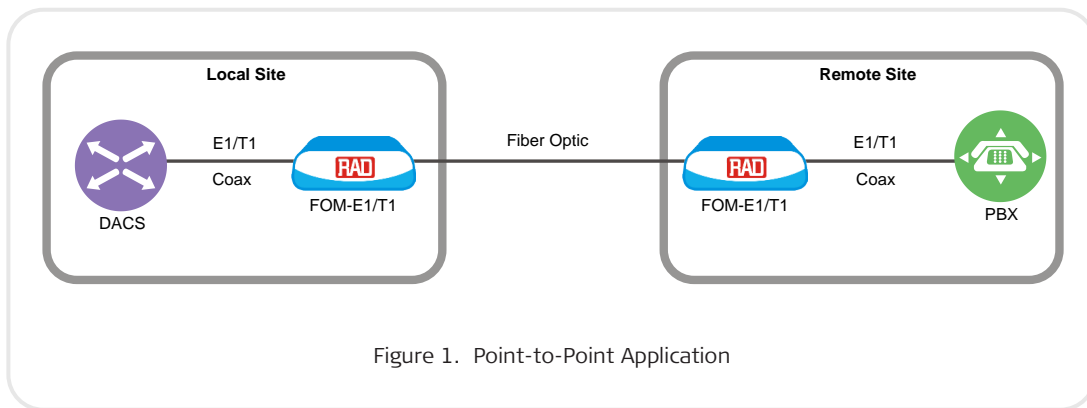 Local Site
Remote Site
E1/T1
Coax
DACS
RAD
FOM-E1/T1
Fiber Optic
RAD
FOM-E1/T1
E1/T1
Coax
PBX
Figure 1. Point-to-Point Application